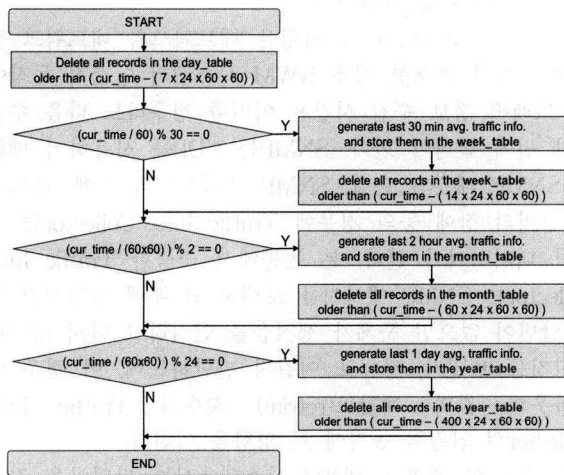 START
Delete all records in the day_table
older than ( cur_time – ( 7 x 24 x 60 x 60 )
(cur_time / 60) % 30 == 0
Y
generate last 30 min avg. traffic info.
and store them in the week_table
N
delete all records in the week_table
older than (cur_time – ( 14 x 24 x 60 x 60)
(cur_time / (60x60) ) % 2 == 0
Y
generate last 2 hour avg. traffic info.
and store them in the month_table
N
delete all records in the month_table
older than ( cur_time – ( 60 x 24 x 60 x 60 )
(cur_time / (60x60) ) % 24 == 0
Y
generate last 1 day avg. traffic info.
and store them in the year_table
N
delete all records in the year_table
older than ( cur_time – ( 400 x 24 x 60 x 60 )
END